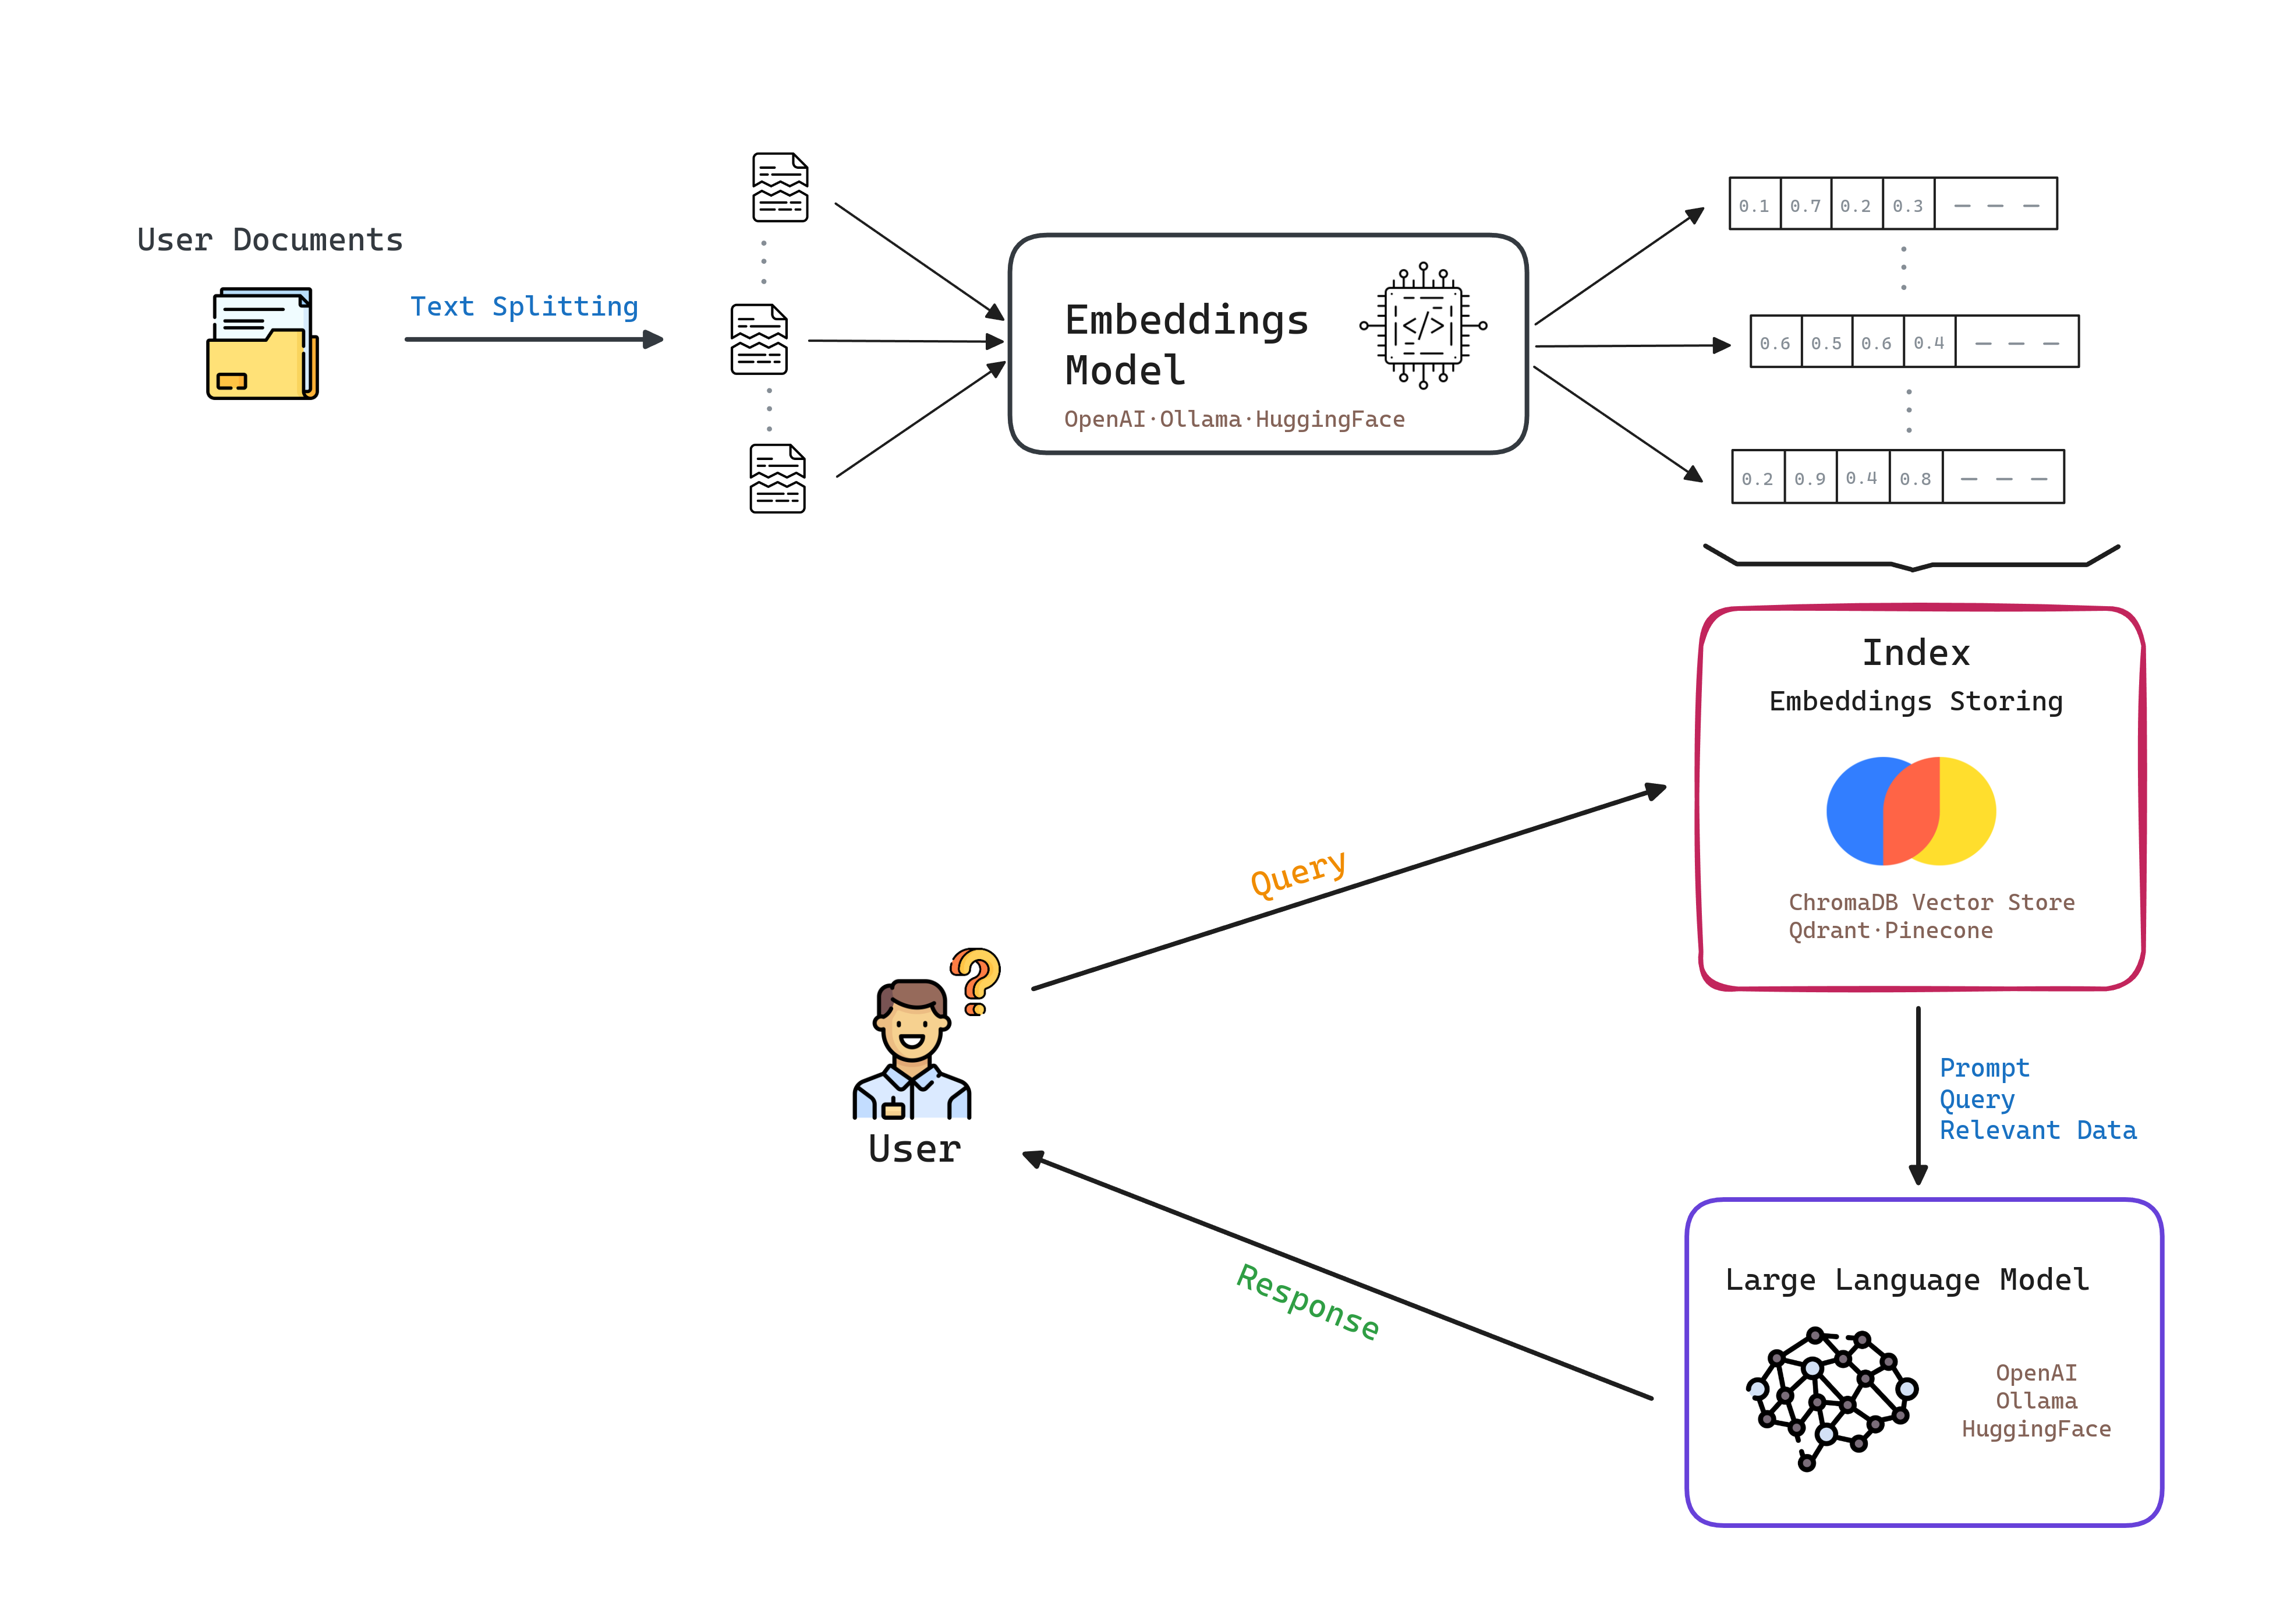 User Documents
Text Splitting
Embeddings
Model
OpenAI·Ollama·HuggingFace
</>
0.1 0.7 0.2 0.3
0.6 0.5 0.6 0.4
0.2 0.9 0.4 0.8
Index
Embeddings Storing
ChromaDB Vector Store
Qdrant·Pinecone
Query
?
User
Prompt
Query
Relevant Data
Response
Large Language Model
OpenAI
Ollama
HuggingFace